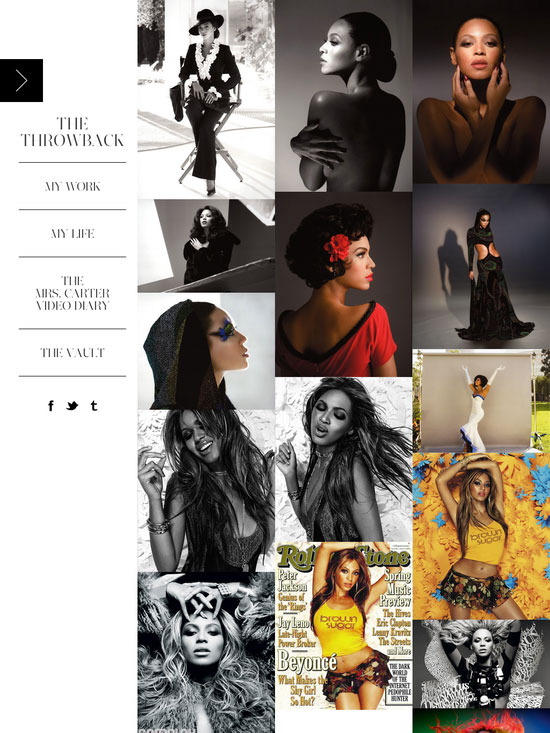 THE
THROWBACK
MY WORK
MY LIFE
THE
MRS. CARTER
VIDEO DIARY
THE VAULT
f
t
brown
sugar
Rolling Stone
Peter
Jackson
Genius of
the 'Kings'
Jay Leno,
Late-Night
Power Broker
Beyoncé
What Makes the
Shy Girl
So Hot?
Spring
Music
Preview
The Hives
Eric Clapton
Lenny Kravitz
The Streets
and More
brown
sugar
THE DARK
WORLD OF THE
INTERNET
PEDOPHILE
HUNTER